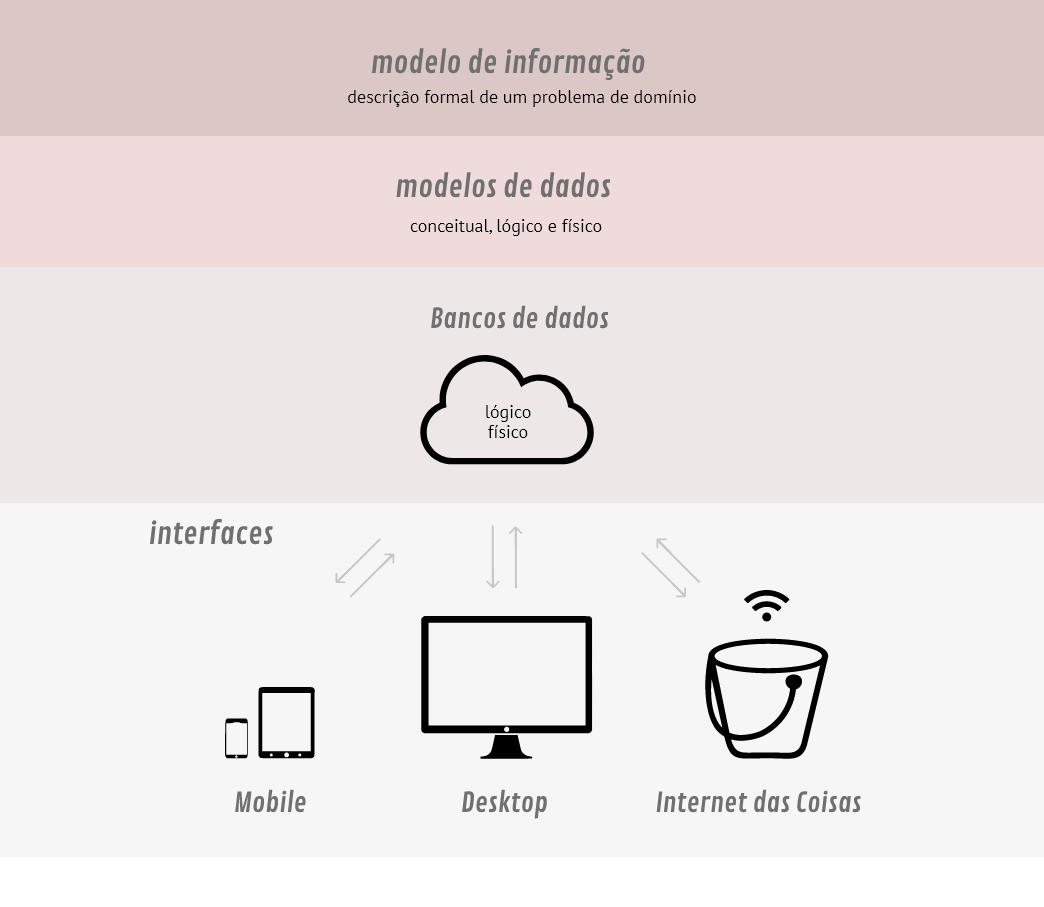 modelo de informação
descrição formal de um problema de domínio
modelos de dados
conceitual, lógico e físico
Bancos de dados
lógico
físico
interfaces
Mobile
Desktop
Internet das Coisas